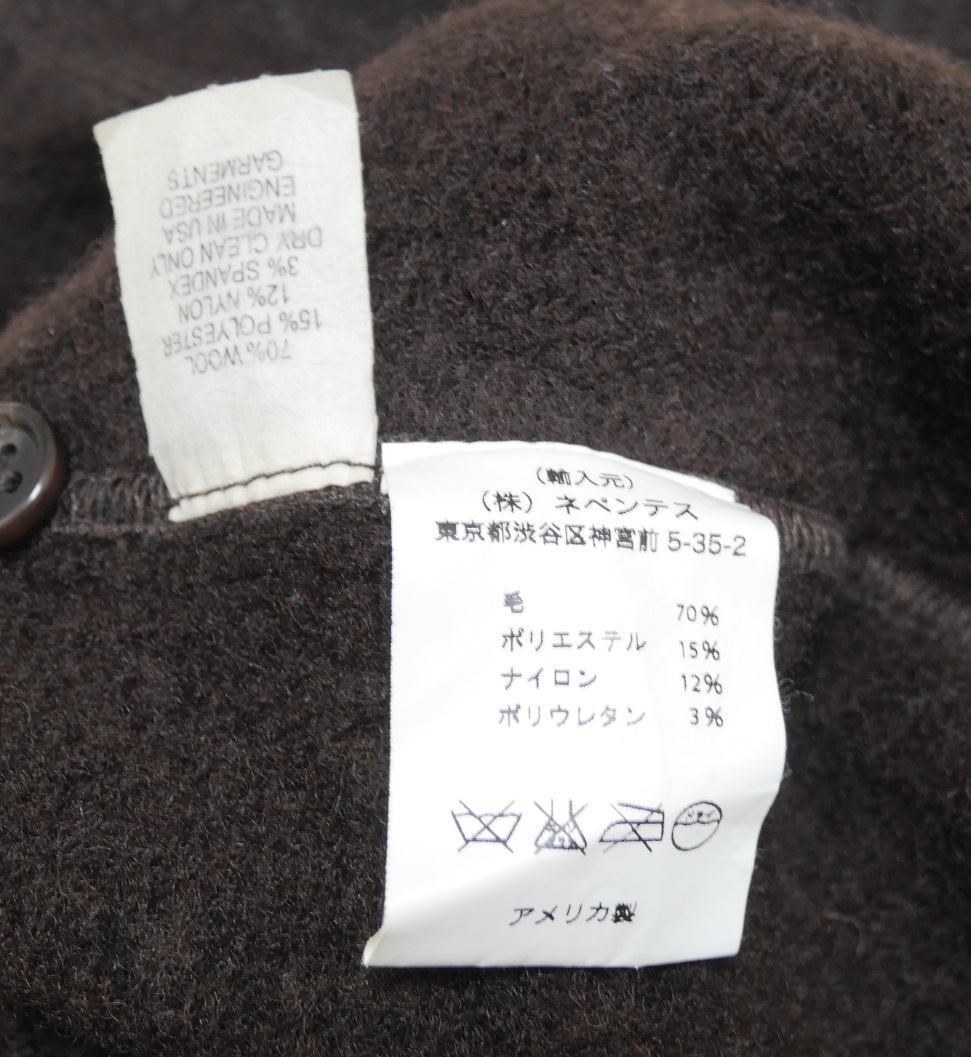 70% WOOL
15% POLYESTER
12% NYLON
3% SPANDEX
DRY CLEAN ONLY
MADE IN USA
ENGINEERED
GARMENTS
(輸入元)
(株) ネペンテス
東京都渋谷区神宮前 5-35-2
毛 70%
ポリエステル 15%
ナイロン 12%
ポリウレタン 3%
アメリカ製